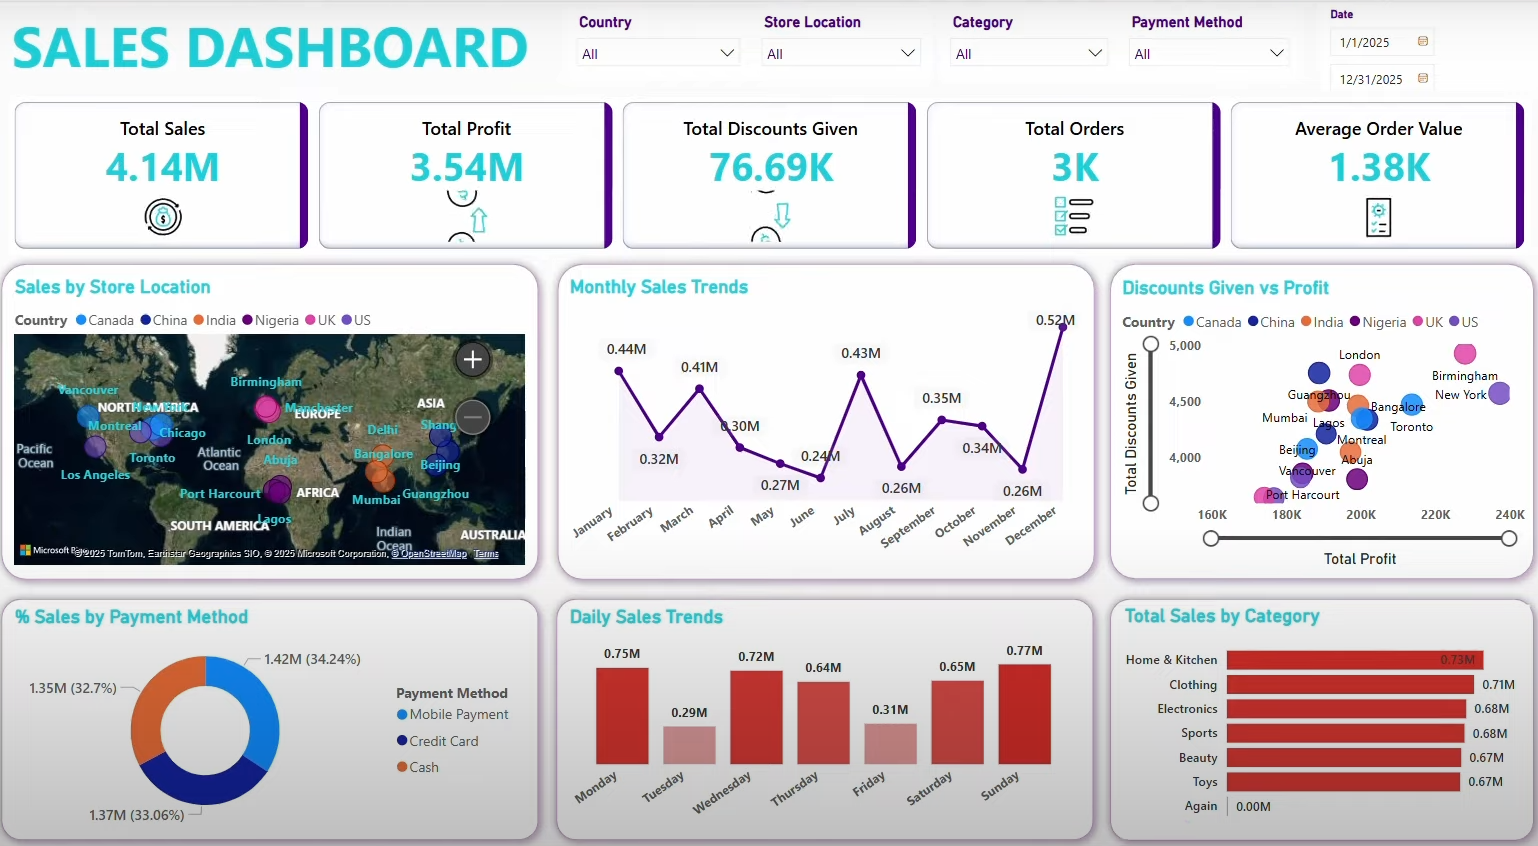 SALES DASHBOARD
Country
All
Store Location
All
Category
All
Payment Method
All
Date
1/1/2025
12/31/2025
Total Sales
4.14M
Total Profit
3.54M
Total Discounts Given
76.69K
Total Orders
3K
Average Order Value
1.38K
Sales by Store Location
Country Canada China India Nigeria UK US
Vancouver
NORTH AMERICA
Montreal
Chicago
Toronto
Los Angeles
Pacific
Ocean
Atlantic
Ocean
Birmingham
Manchester
EUROPE
London
ASIA
Delhi
Bangalore
Shang
Beijing
Abuja
Port Harcourt
AFRICA
Mumbai
Guangzhou
Lagos
SOUTH AMERICA
Indian
Ocean
AUSTRALIA
Microsoft
©2025 TomTom, Earthstar Geographics SIO, © 2025 Microsoft Corporation, © OpenStreetMap Terms
Monthly Sales Trends
0.44M
0.32M
0.41M
0.30M
0.27M
0.24M
0.43M
0.26M
0.35M
0.34M
0.26M
0.52M
January
February
March
April
May
June
July
August
September
October
November
December
Discounts Given vs Profit
Country Canada China India Nigeria UK US
Total Discounts Given
5,000
4,500
4,000
London
Birmingham
Guangzhou
New York
Bangalore
Mumbai
Lagos
Toronto
Montreal
Beijing
Abuja
Vancouver
Port Harcourt
160K
180K
200K
220K
240K
Total Profit
% Sales by Payment Method
1.42M (34.24%)
1.35M (32.7%)
1.37M (33.06%)
Payment Method
Mobile Payment
Credit Card
Cash
Daily Sales Trends
0.75M
0.29M
0.72M
0.64M
0.31M
0.65M
0.77M
Monday
Tuesday
Wednesday
Thursday
Friday
Saturday
Sunday
Total Sales by Category
Home & Kitchen 0.73M
Clothing 0.71M
Electronics 0.68M
Sports 0.68M
Beauty 0.67M
Toys 0.67M
Again 0.00M